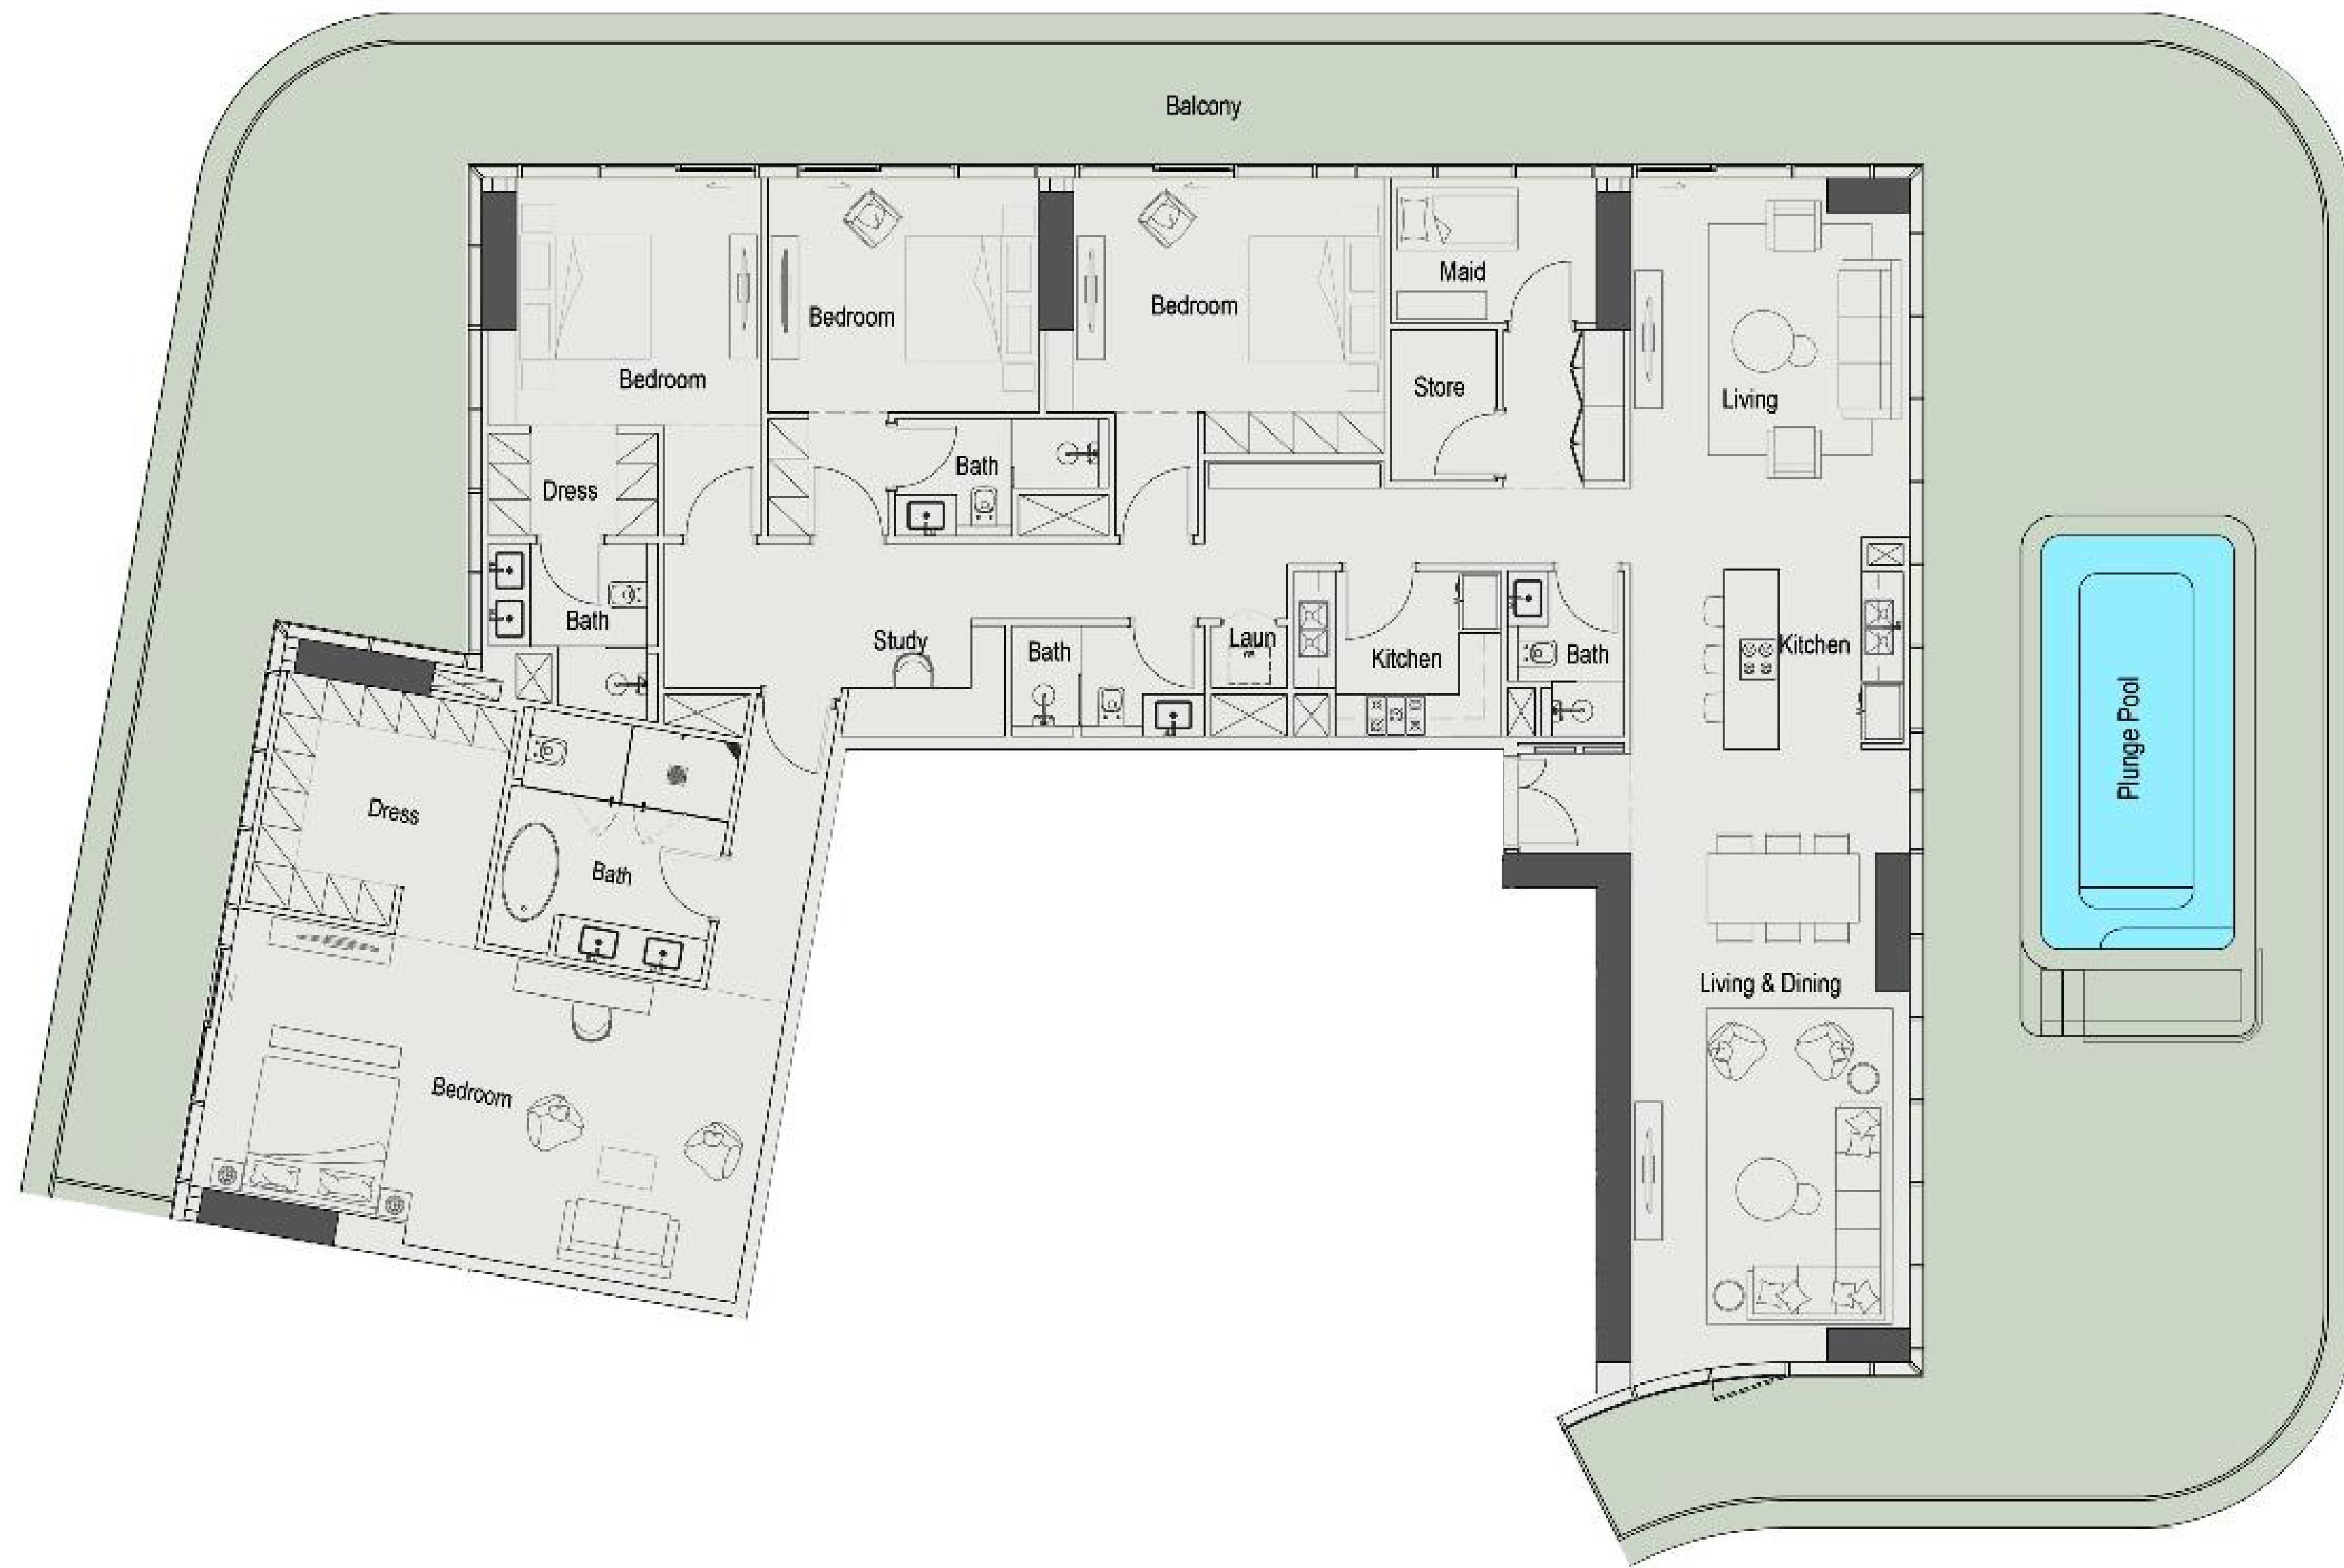 Balcony
Maid
Bedroom
Bedroom
Bedroom
Store
Living
Bath
Dress
Bath
Study
Bath
Laun
Kitchen
Bath
Kitchen
Plunge Pool
Dress
Bath
Living & Dining
Bedroom